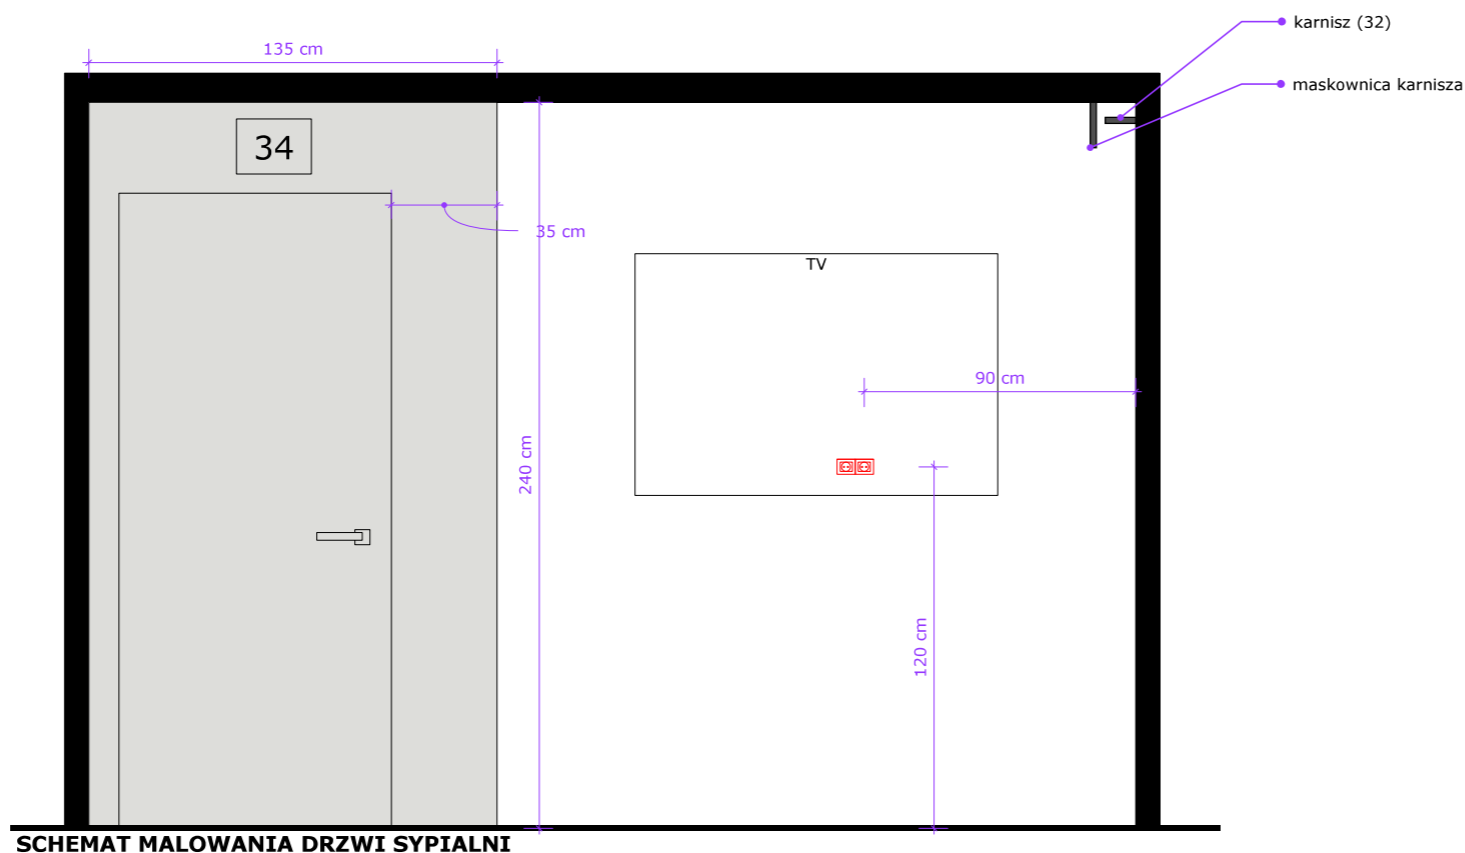 135 cm
karnisz (32)
maskownica karnisza
34
35 cm
TV
90 cm
240 cm
120 cm
SCHEMAT MALOWANIA DRZWI SYPIALNI